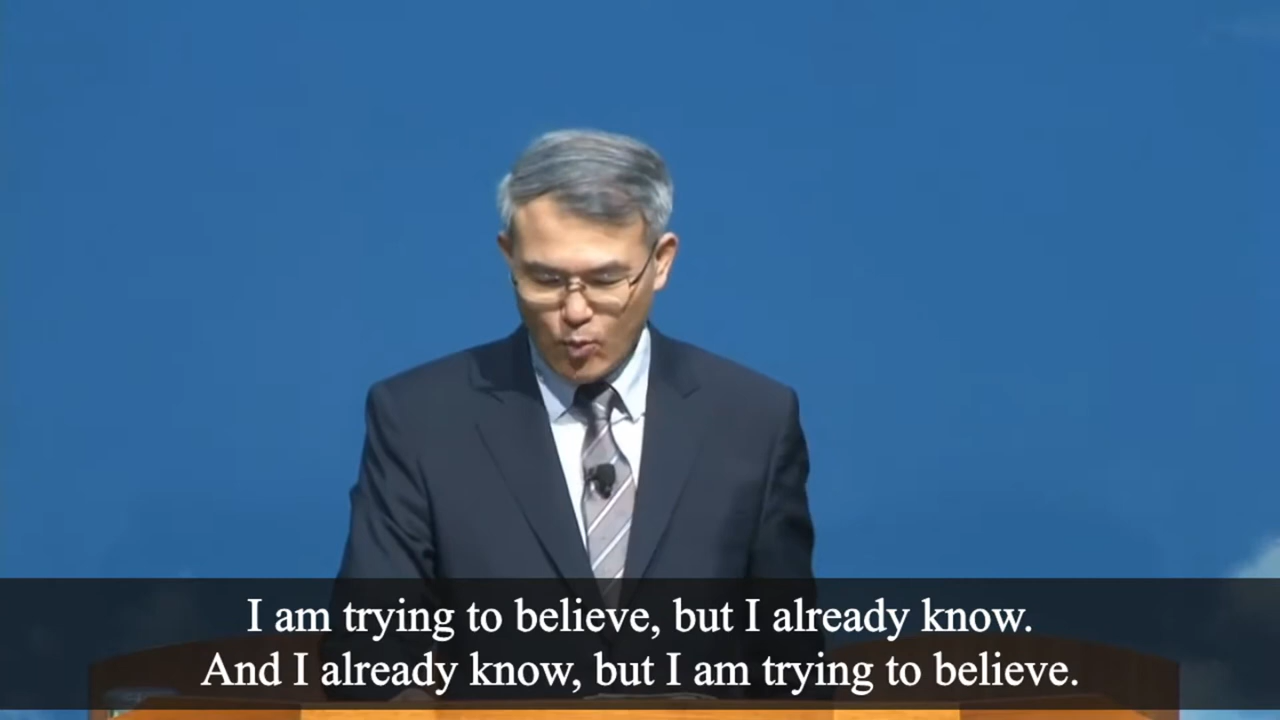 I am trying to believe, but I already know.
And I already know, but I am trying to believe.